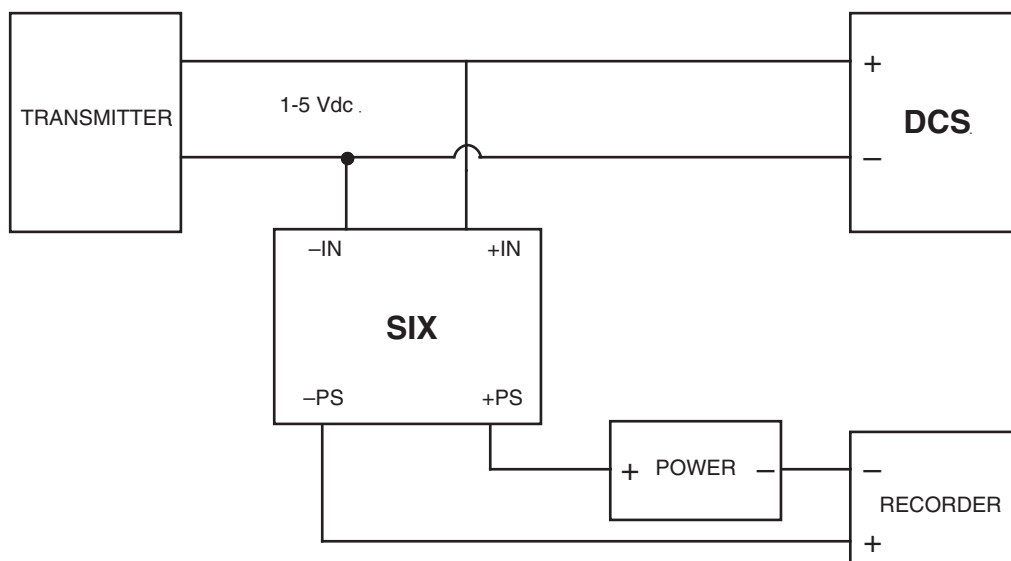 +
TRANSMITTER
1-5 Vdc .
DCS.
–
–IN
+IN
SIX
–PS
+PS
+ POWER –
–
RECORDER
+